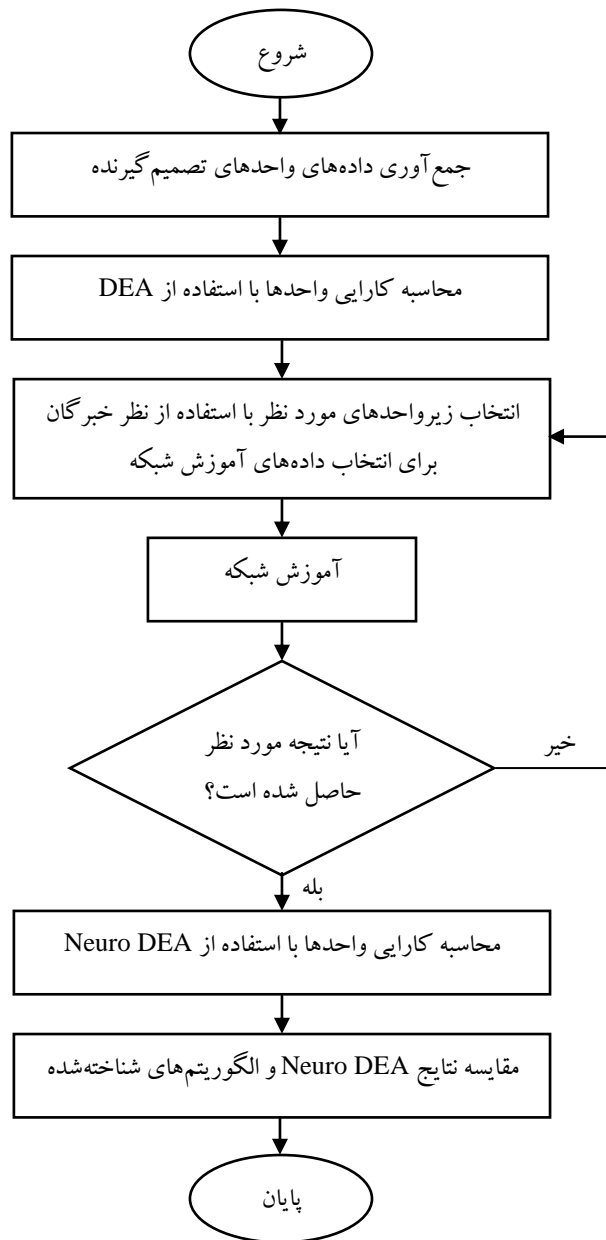 شروع
جمع‌آوری داده‌های واحدهای تصمیم‌گیرنده
محاسبه کارایی واحدها با استفاده از DEA
انتخاب زیرواحدهای مورد نظر با استفاده از نظر خبرگان
برای انتخاب داده‌های آموزش شبکه
آموزش شبکه
آیا نتیجه مورد نظر
حاصل شده است؟
خیر
بله
محاسبه کارایی واحدها با استفاده از Neuro DEA
مقایسه نتایج Neuro DEA و الگوریتم‌های شناخته‌شده
پایان